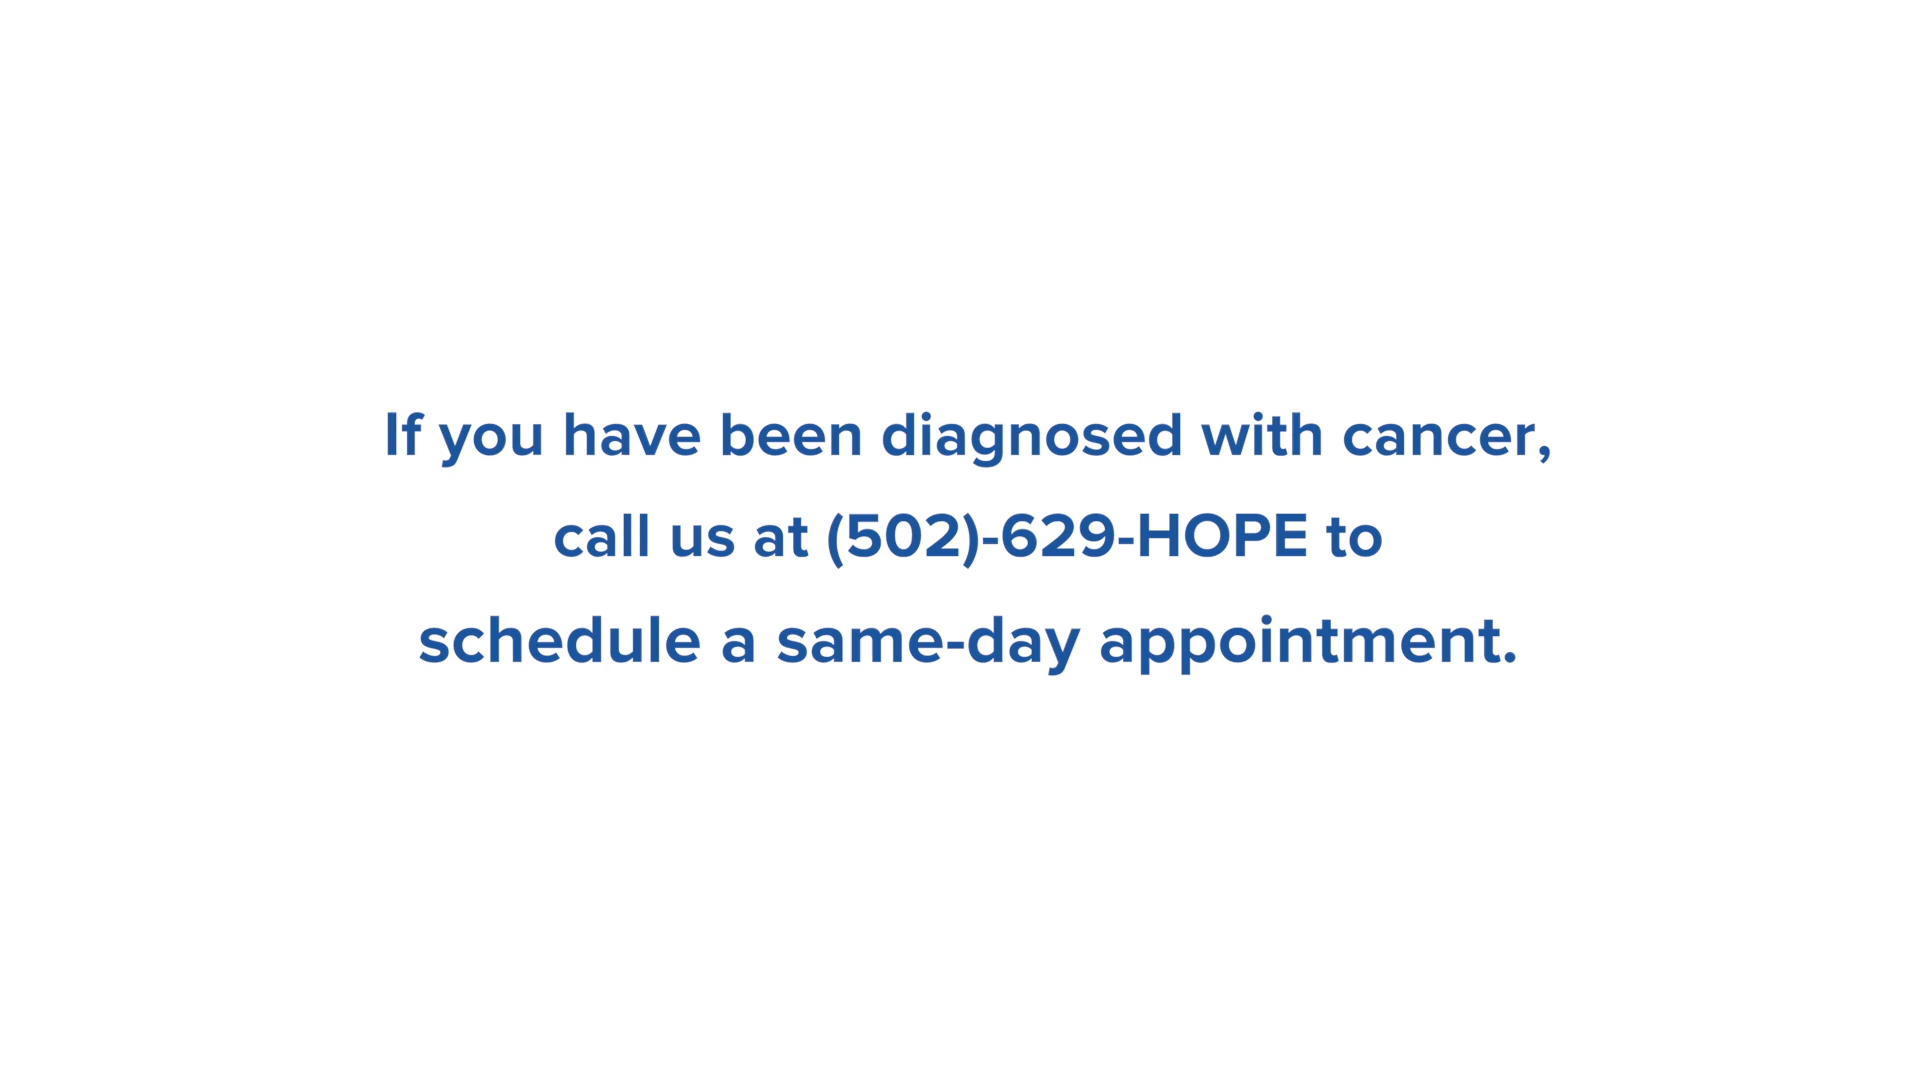 If you have been diagnosed with cancer,
call us at (502)-629-HOPE to
schedule a same-day appointment.